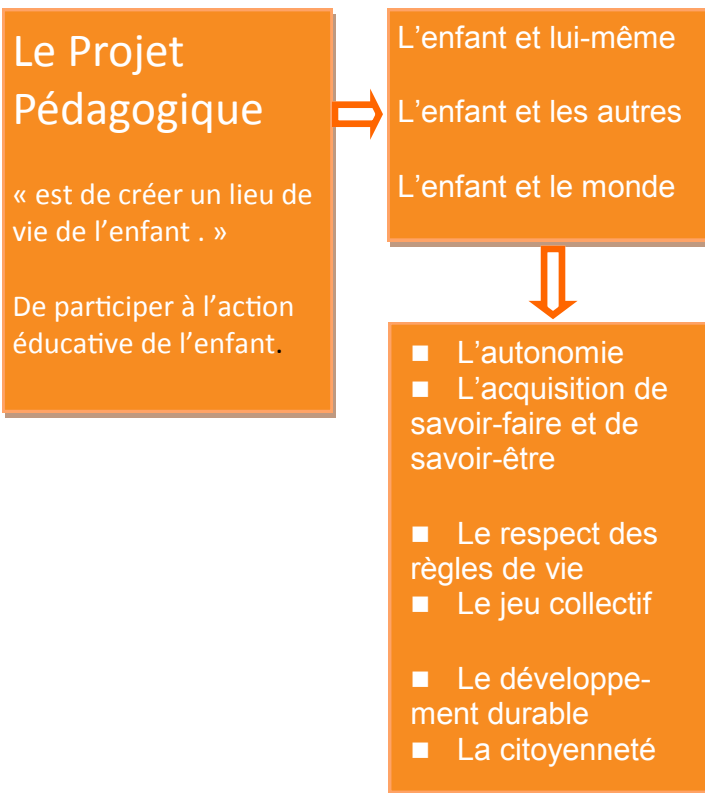 Le Projet
Pédagogique
« est de créer un lieu de
vie de l’enfant . »
De participer à l’action
éducative de l’enfant.
L’enfant et lui-même
L’enfant et les autres
L’enfant et le monde
■ L’autonomie
■ L’acquisition de
savoir-faire et de
savoir-être
■ Le respect des
règles de vie
■ Le jeu collectif
■ Le développe-
ment durable
■ La citoyenneté